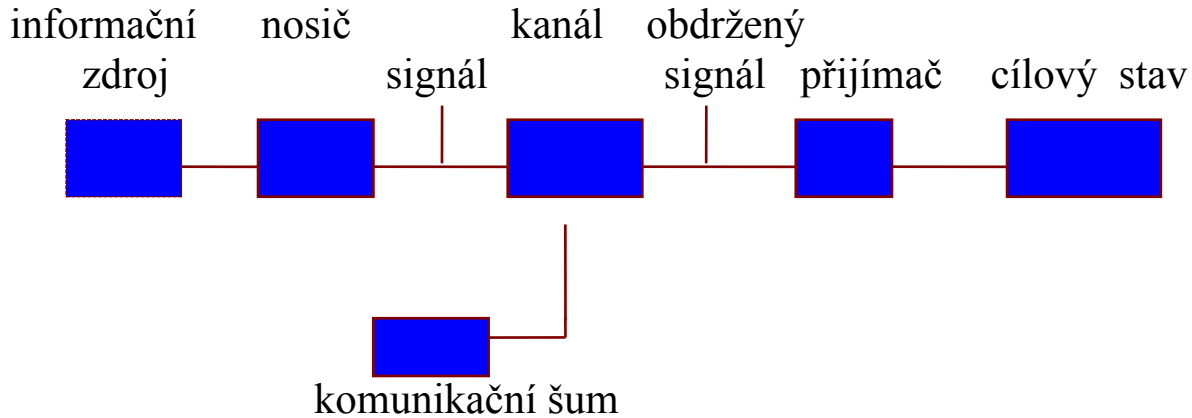 informační nosič kanál obdržený
zdroj signál signál přijímač cílový stav
komunikační šum